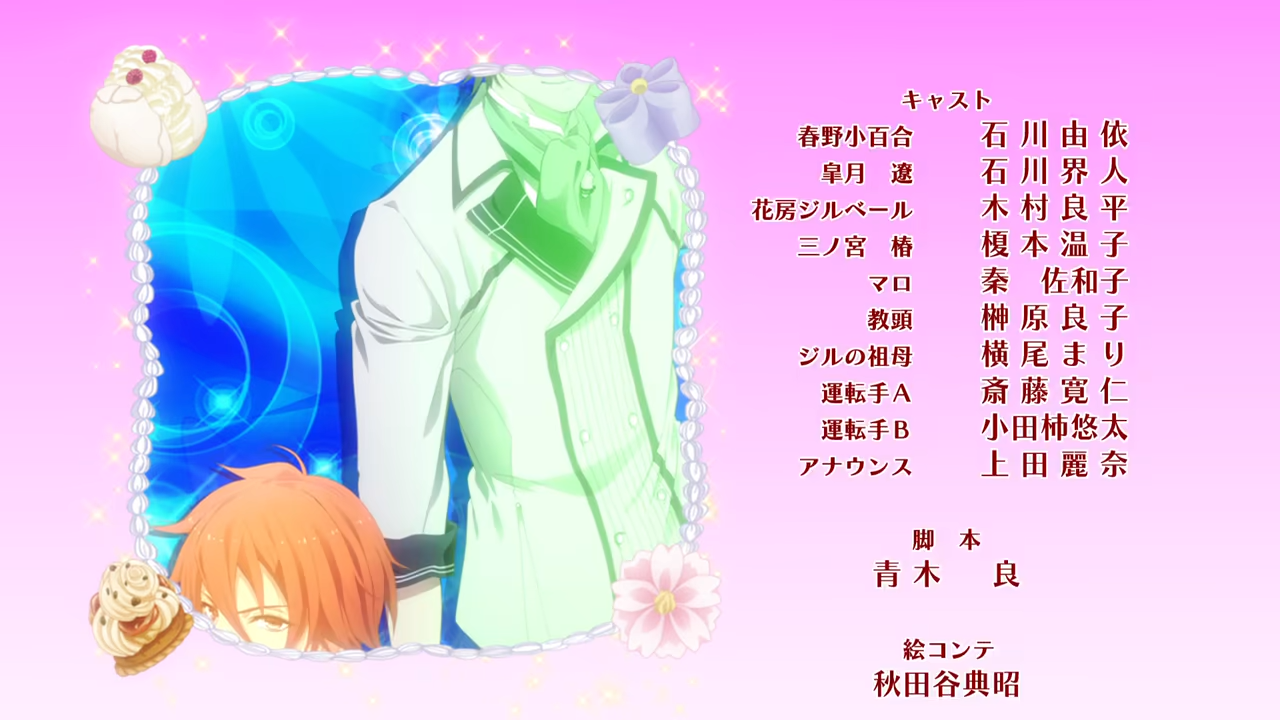 キャスト
春野小百合 石川由依
皐月 遼 石川界人
花房ジルベール 木村良平
三ノ宮 椿 榎本温子
マロ 秦 佐和子
教頭 榊原良子
ジルの祖母 横尾まり
運転手A 斎藤寛仁
運転手B 小田柿悠太
アナウンス 上田麗奈
脚 本
青木 良
絵コンテ
秋田谷典昭